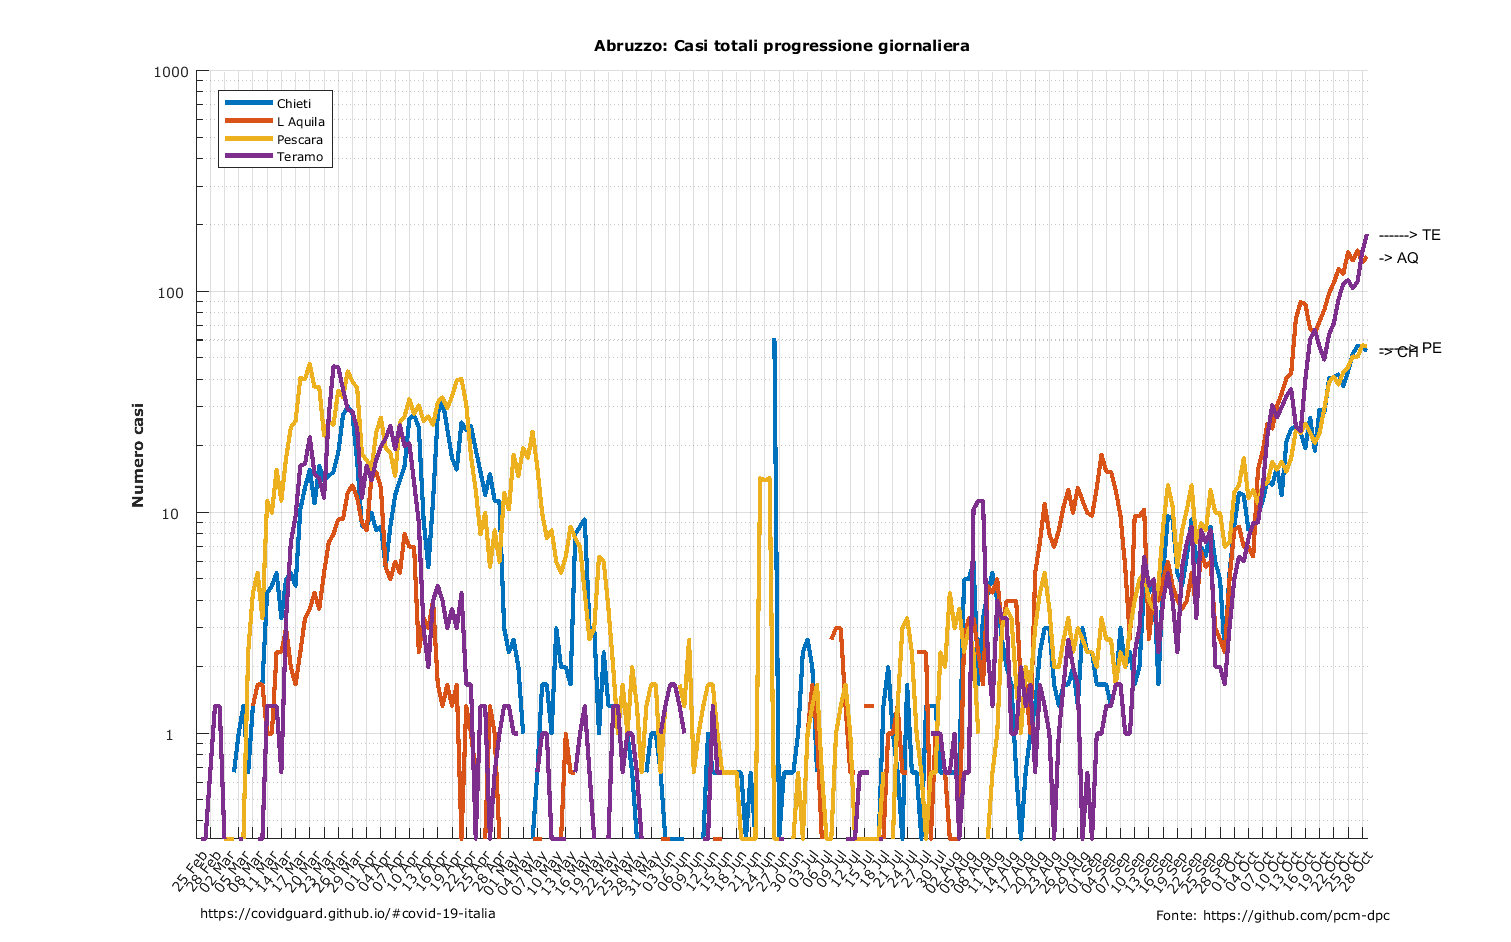 Abruzzo: Casi totali progressione giornaliera
1000
100
10
1
Numero casi
Chieti
L Aquila
Pescara
Teramo
------> TE
-> AQ
------> PE
-> CH
25 Feb
28 Feb
02 Mar
05 Mar
08 Mar
11 Mar
14 Mar
17 Mar
20 Mar
23 Mar
26 Mar
29 Mar
01 Apr
04 Apr
07 Apr
10 Apr
13 Apr
16 Apr
19 Apr
22 Apr
25 Apr
28 Apr
01 May
04 May
07 May
10 May
13 May
16 May
19 May
22 May
25 May
28 May
31 May
03 Jun
06 Jun
09 Jun
12 Jun
15 Jun
18 Jun
21 Jun
24 Jun
27 Jun
30 Jun
03 Jul
06 Jul
09 Jul
12 Jul
15 Jul
18 Jul
21 Jul
24 Jul
27 Jul
30 Jul
02 Aug
05 Aug
08 Aug
11 Aug
14 Aug
17 Aug
20 Aug
23 Aug
26 Aug
29 Aug
01 Sep
04 Sep
07 Sep
10 Sep
13 Sep
16 Sep
19 Sep
22 Sep
25 Sep
28 Sep
01 Oct
04 Oct
07 Oct
10 Oct
13 Oct
16 Oct
19 Oct
22 Oct
25 Oct
28 Oct
https://covidguard.github.io/#covid-19-italia
Fonte: https://github.com/pcm-dpc